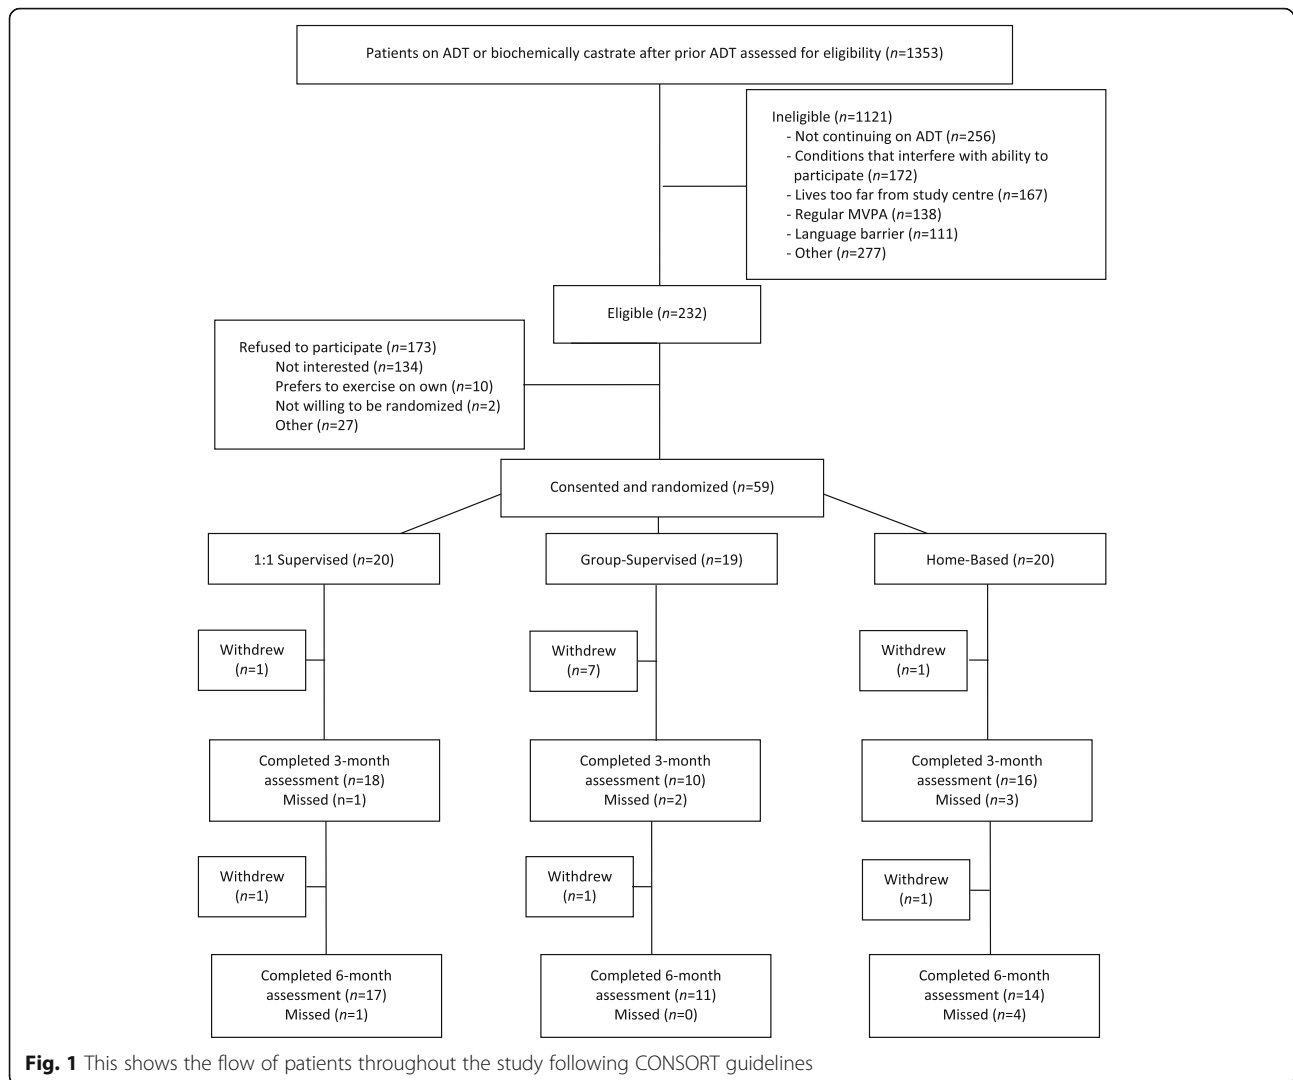 Patients on ADT or biochemically castrate after prior ADT assessed for eligibility (n=1353)
Ineligible (n=1121)
- Not continuing on ADT (n=256)
- Conditions that interfere with ability to
participate (n=172)
- Lives too far from study centre (n=167)
- Regular MVPA (n=138)
- Language barrier (n=111)
- Other (n=277)
Eligible (n=232)
Refused to participate (n=173)
Not interested (n=134)
Prefers to exercise on own (n=10)
Not willing to be randomized (n=2)
Other (n=27)
Consented and randomized (n=59)
1:1 Supervised (n=20)
Group-Supervised (n=19)
Home-Based (n=20)
Withdrew
(n=1)
Withdrew
(n=7)
Withdrew
(n=1)
Completed 3-month
assessment (n=18)
Missed (n=1)
Completed 3-month
assessment (n=10)
Missed (n=2)
Completed 3-month
assessment (n=16)
Missed (n=3)
Withdrew
(n=1)
Withdrew
(n=1)
Withdrew
(n=1)
Completed 6-month
assessment (n=17)
Missed (n=1)
Completed 6-month
assessment (n=11)
Missed (n=0)
Completed 6-month
assessment (n=14)
Missed (n=4)
Fig. 1 This shows the flow of patients throughout the study following CONSORT guidelines